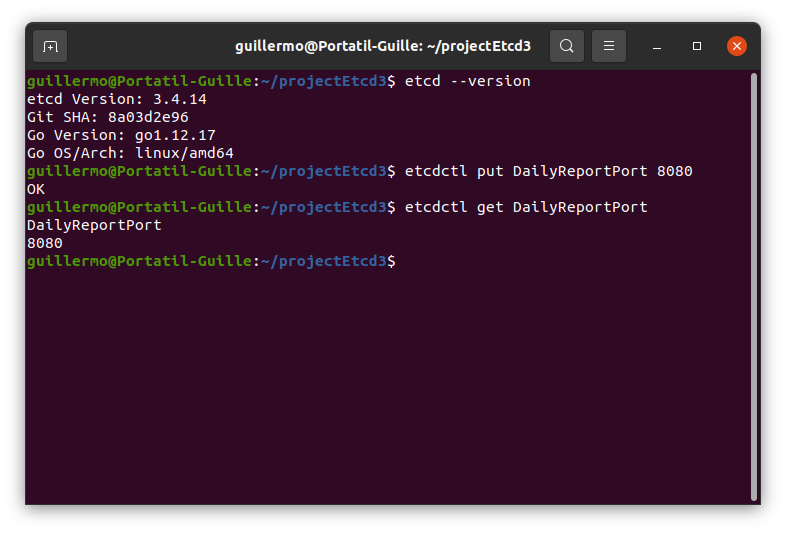 guillermo@Portatil-Guille: ~/projectEtcd3
guillermo@Portatil-Guille:~/projectEtcd3$ etcd --version
etcd Version: 3.4.14
Git SHA: 8a03d2e96
Go Version: go1.12.17
Go OS/Arch: linux/amd64
guillermo@Portatil-Guille:~/projectEtcd3$ etcdctl put DailyReportPort 8080
OK
guillermo@Portatil-Guille:~/projectEtcd3$ etcdctl get DailyReportPort
DailyReportPort
8080
guillermo@Portatil-Guille:~/projectEtcd3$